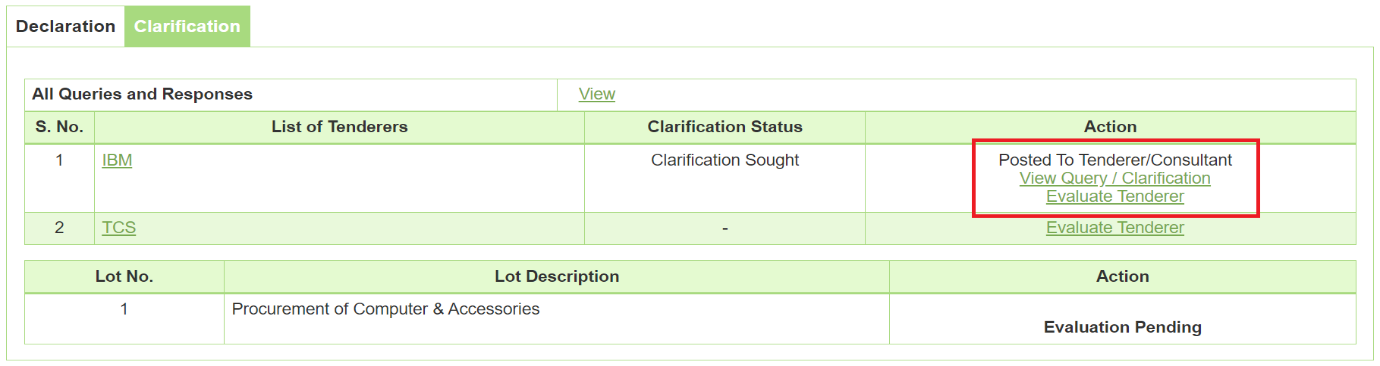 Declaration Clarification
All Queries and Responses View
S. No. List of Tenderers Clarification Status Action
1 IBM Clarification Sought Posted To Tenderer/Consultant
View Query / Clarification
Evaluate Tenderer
2 TCS - Evaluate Tenderer
Lot No. Lot Description Action
1 Procurement of Computer & Accessories
Evaluation Pending